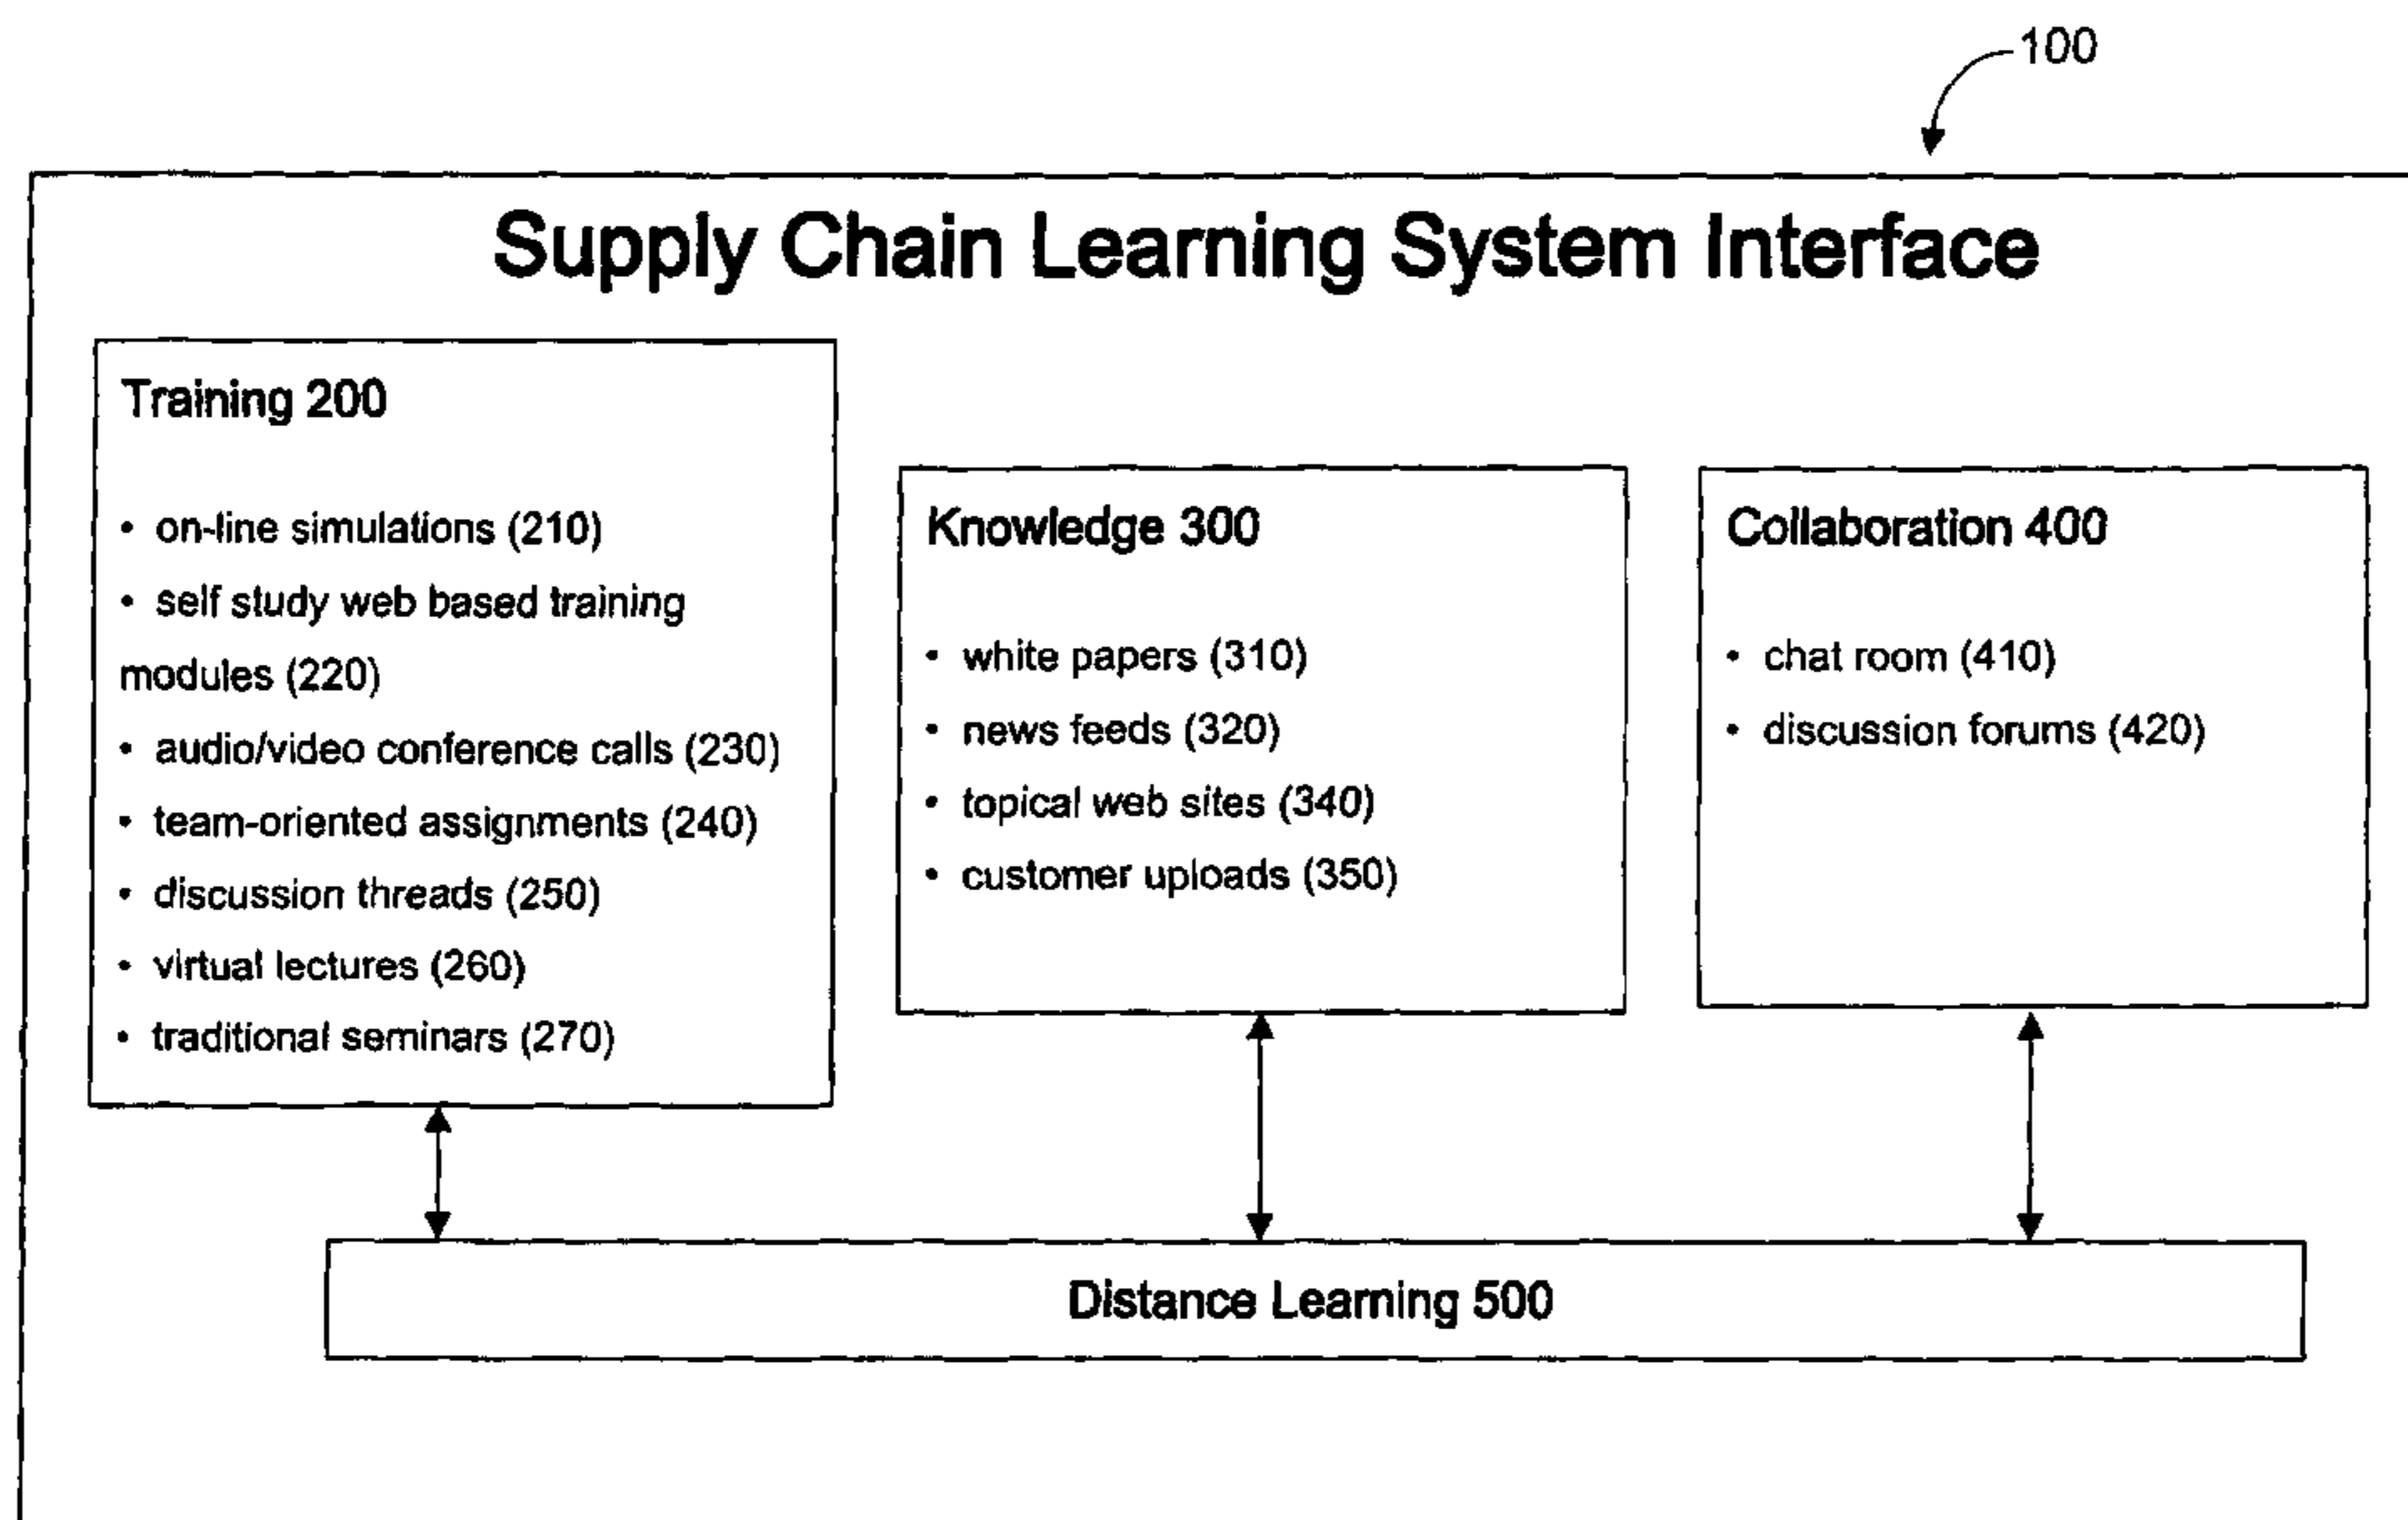 100
Supply Chain Learning System Interface
Training 200
• on-line simulations (210)
• self study web based training
modules (220)
• audio/video conference calls (230)
• team-oriented assignments (240)
• discussion threads (250)
• virtual lectures (260)
• traditional seminars (270)
Knowledge 300
• white papers (310)
• news feeds (320)
• topical web sites (340)
• customer uploads (350)
Collaboration 400
• chat room (410)
• discussion forums (420)
Distance Learning 500